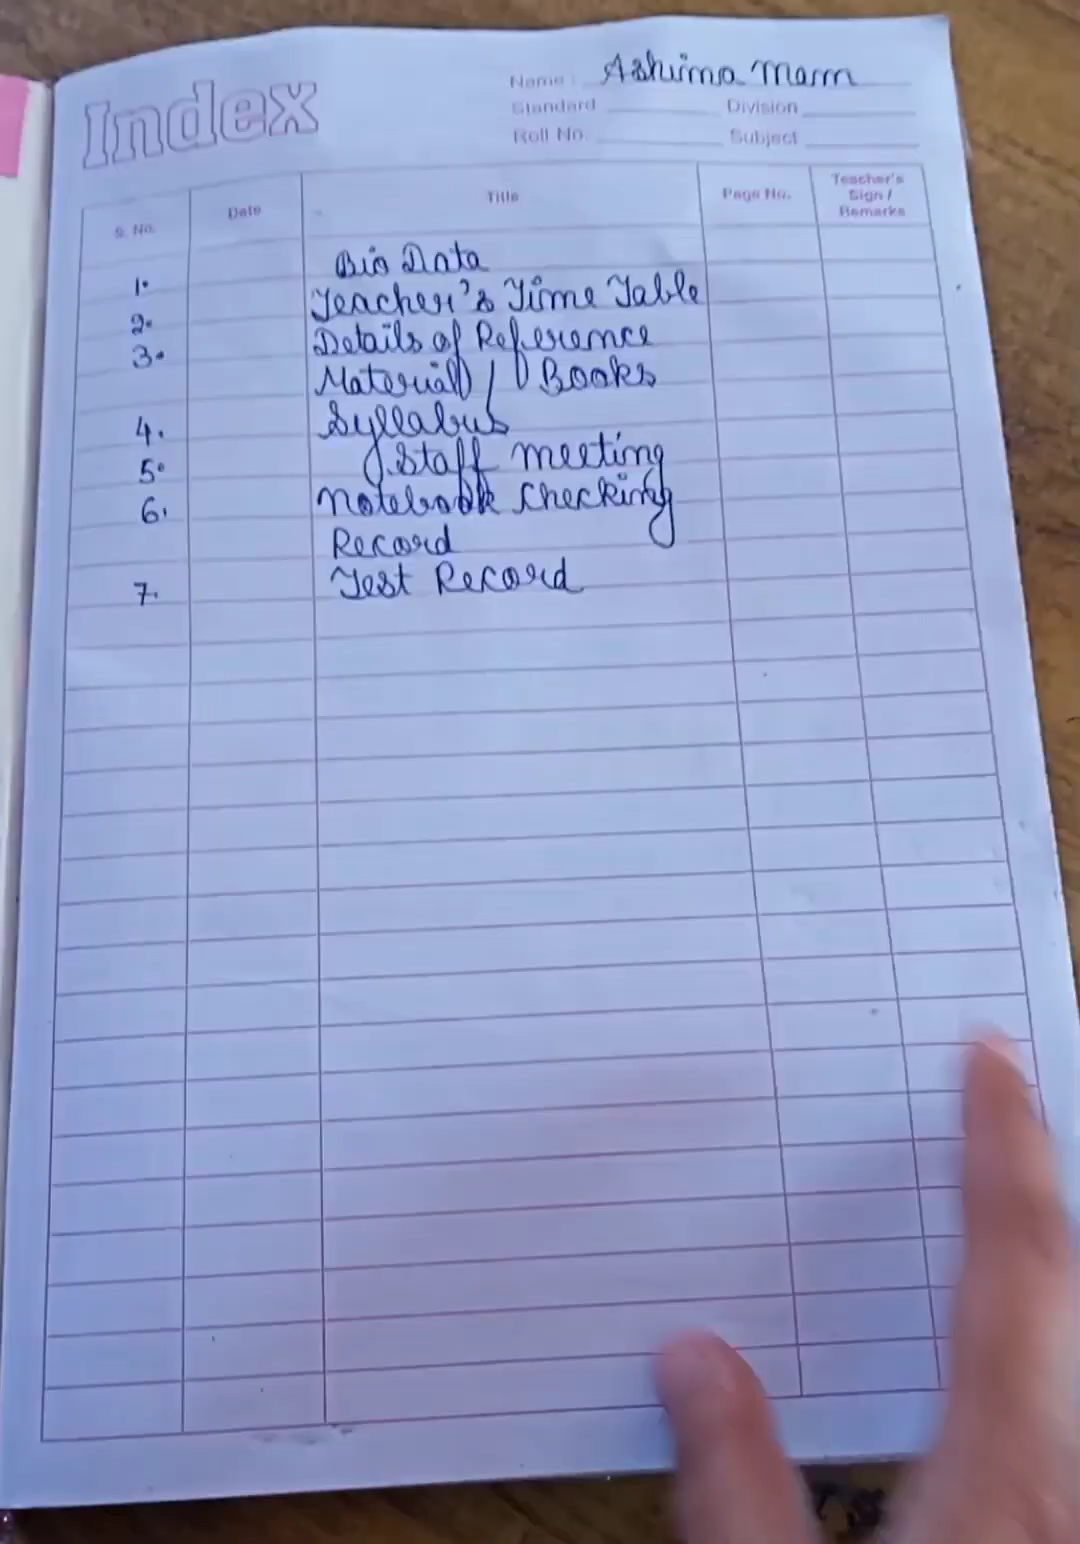 Index
Name : Ashima Mam
Standard Division
Roll No. Subject
S. No. Date Title Page No. Teacher's Sign / Remarks
1. Bio Data
2. Teacher's Time Table
3. Details of Reference
Material / Books
4. Syllabus
5. Staff meeting
6. Notebook Checking
Record
7. Test Record